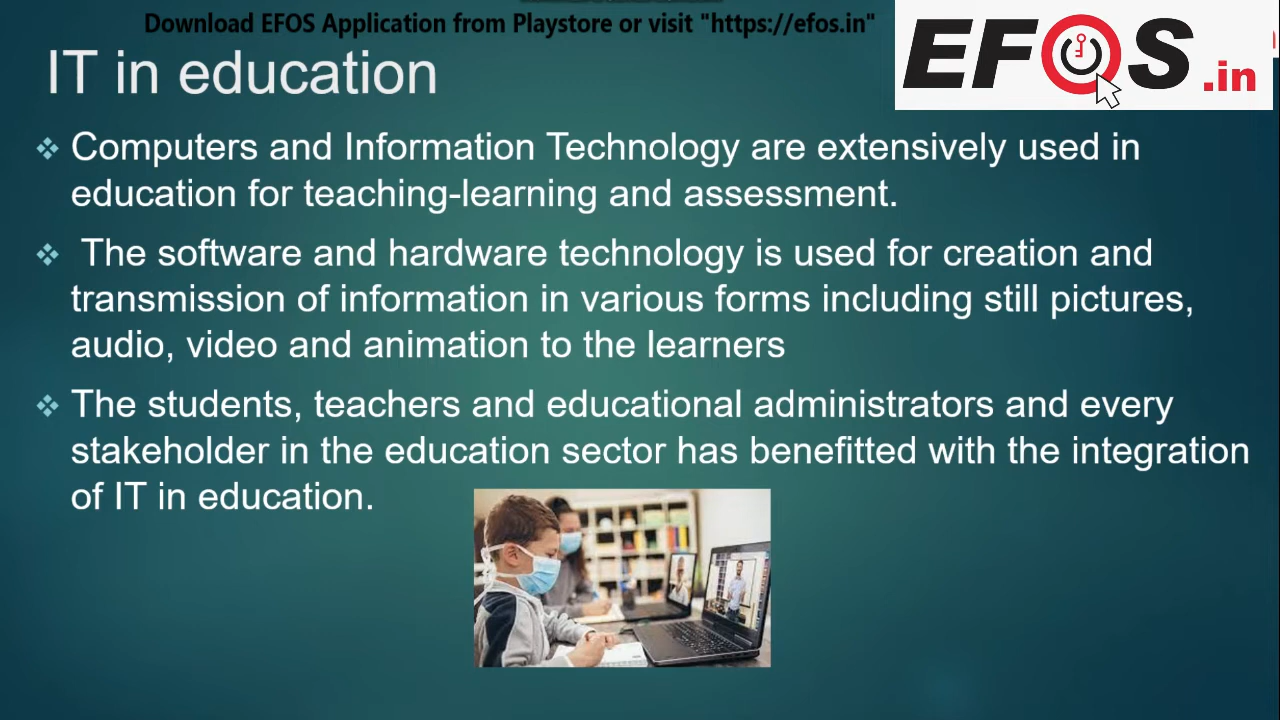 Download EFOS Application from Playstore or visit "https://efos.in"
EFOS.in
IT in education
❖ Computers and Information Technology are extensively used in
education for teaching-learning and assessment.
❖ The software and hardware technology is used for creation and
transmission of information in various forms including still pictures,
audio, video and animation to the learners
❖ The students, teachers and educational administrators and every
stakeholder in the education sector has benefitted with the integration
of IT in education.